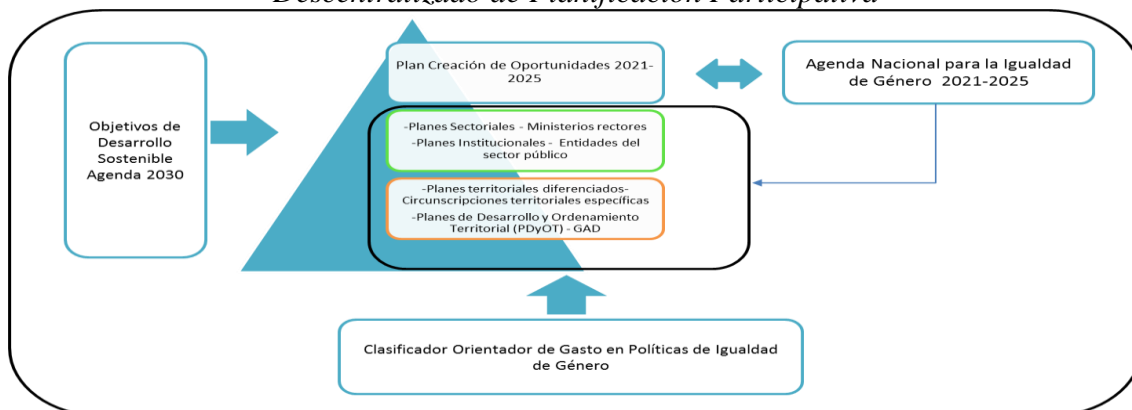 Descentralizado de Planificación Participativa
Plan Creación de Oportunidades 2021-
2025
Agenda Nacional para la Igualdad
de Género 2021-2025
Objetivos de
Desarrollo
Sostenible
Agenda 2030
-Planes Sectoriales - Ministerios rectores
-Planes Institucionales - Entidades del
sector público
-Planes territoriales diferenciados-
Circunscripciones territoriales específicas
-Planes de Desarrollo y Ordenamiento
Territorial (PDyOT) - GAD
Clasificador Orientador de Gasto en Políticas de Igualdad
de Género